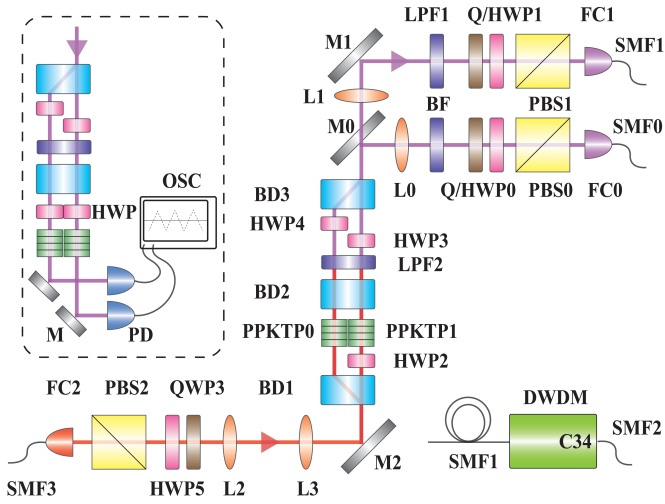 LPF1 Q/HWP1 FC1
M1
SMF1
L1
BF
PBS1
M0
SMF0
OSC
BD3
L0
Q/HWP0
PBS0
FC0
HWP
HWP4
HWP3
LPF2
BD2
M
PD
PPKTP0
PPKTP1
HWP2
FC2
PBS2
QWP3
BD1
DWDM
C34
SMF2
M2
SMF1
SMF3
HWP5
L2
L3